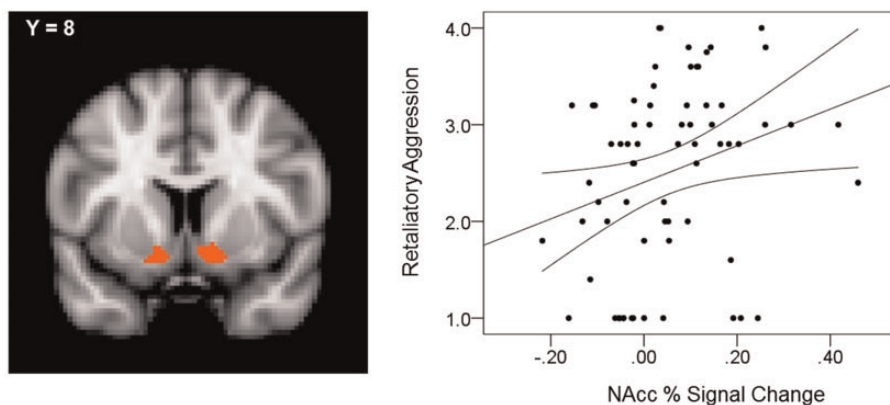 Y = 8
Retaliatory Aggression
4.0
3.0
2.0
1.0
-.20
.00
.20
.40
NAcc % Signal Change